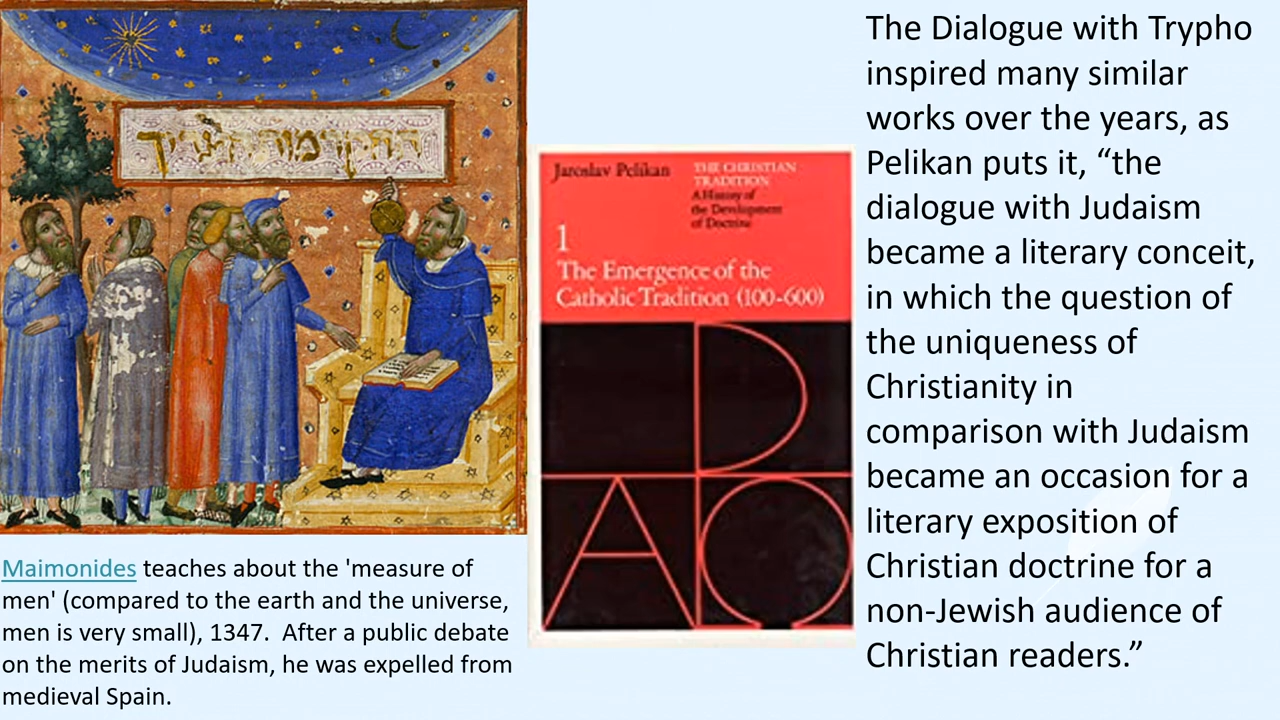 Maimonides teaches about the 'measure of
men' (compared to the earth and the universe,
men is very small), 1347.  After a public debate
on the merits of Judaism, he was expelled from
medieval Spain.
Jaroslav Pelikan
THE CHRISTIAN
TRADITION
A History of
the Development
of Doctrine
1
The Emergence of the
Catholic Tradition (100-600)
The Dialogue with Trypho
inspired many similar
works over the years, as
Pelikan puts it, “the
dialogue with Judaism
became a literary conceit,
in which the question of
the uniqueness of
Christianity in
comparison with Judaism
became an occasion for a
literary exposition of
Christian doctrine for a
non-Jewish audience of
Christian readers.”